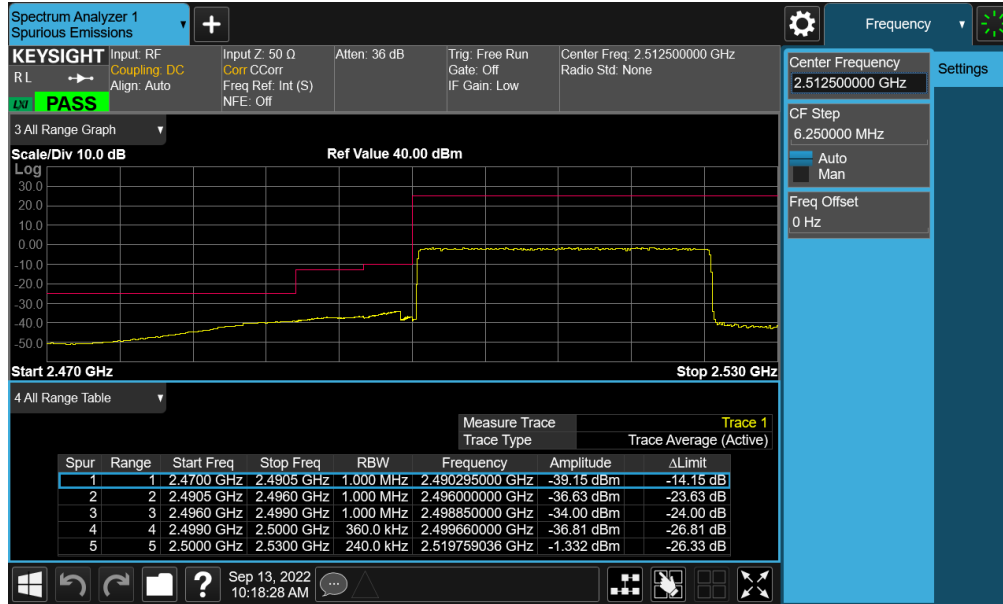 Spectrum Analyzer 1
Spurious Emissions
+
Frequency
KEYSIGHT Input: RF Input Z: 50 Ω Atten: 36 dB Trig: Free Run Center Freq: 2.512500000 GHz
RL Coupling: DC Corr CCorr Gate: Off Radio Std: None
Align: Auto Freq Ref: Int (S) IF Gain: Low
LXI PASS NFE: Off
Center Frequency
2.512500000 GHz
Settings
CF Step
6.250000 MHz
Auto
Man
Freq Offset
0 Hz
3 All Range Graph
Scale/Div 10.0 dB Ref Value 40.00 dBm
Log
30.0
20.0
10.0
0.00
-10.0
-20.0
-30.0
-40.0
-50.0
Start 2.470 GHz Stop 2.530 GHz
4 All Range Table
Measure Trace Trace 1
Trace Type Trace Average (Active)
Spur Range Start Freq Stop Freq RBW Frequency Amplitude ΔLimit
1 1 2.4700 GHz 2.4905 GHz 1.000 MHz 2.490295000 GHz -39.15 dBm -14.15 dB
2 2 2.4905 GHz 2.4960 GHz 1.000 MHz 2.496000000 GHz -36.63 dBm -23.63 dB
3 3 2.4960 GHz 2.4990 GHz 1.000 MHz 2.498850000 GHz -34.00 dBm -24.00 dB
4 4 2.4990 GHz 2.5000 GHz 360.0 kHz 2.499660000 GHz -36.81 dBm -26.81 dB
5 5 2.5000 GHz 2.5300 GHz 240.0 kHz 2.519759036 GHz -1.332 dBm -26.33 dB
? Sep 13, 2022
10:18:28 AM